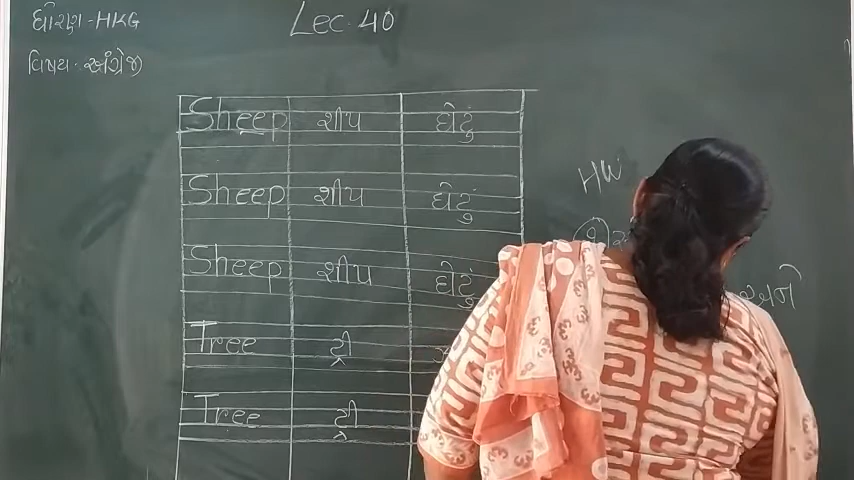 ધોરણ - HKG
Lec. 40
વિષય - અંગ્રેજી
Sheep શીપ ઘેટું
Sheep શીપ ઘેટું
Sheep શીપ ઘેટું
Tree ટ્રી
Tree ટ્રી
HW